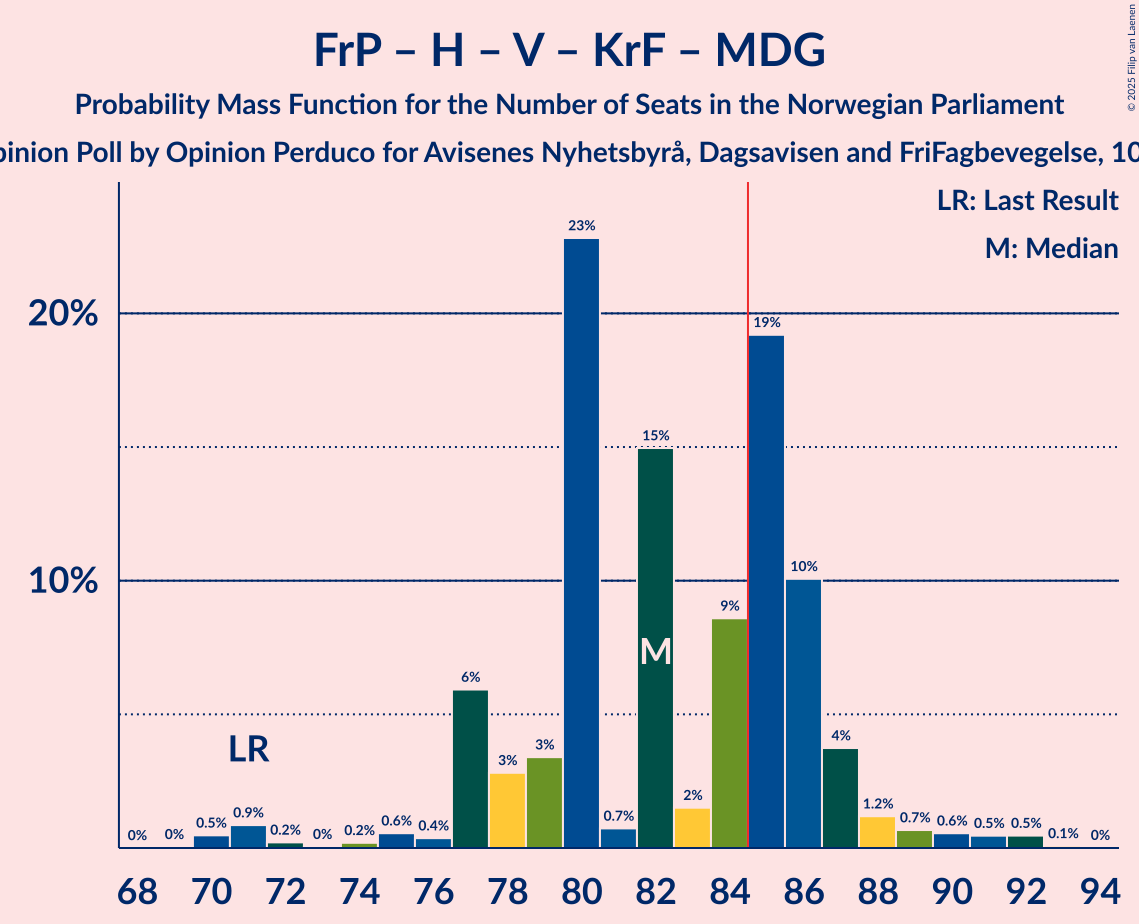 FrP – H – V – KrF – MDG
Probability Mass Function for the Number of Seats in the Norwegian Parliament
Poll by Opinion Perduco for Avisenes Nyhetsbyrå, Dagsavisen and FriFagbevegelse, 10
© 2025 Filip van Laenen
LR: Last Result
M: Median
20%
10%
0% 0% 0.5% 0.9% 0.2% 0% 0.2% 0.6% 0.4% 6% 3% 3% 23% 0.7% 15% 2% 9% 19% 10% 4% 1.2% 0.7% 0.6% 0.5% 0.5% 0.1% 0%
LR
M
68 70 72 74 76 78 80 82 84 86 88 90 92 94